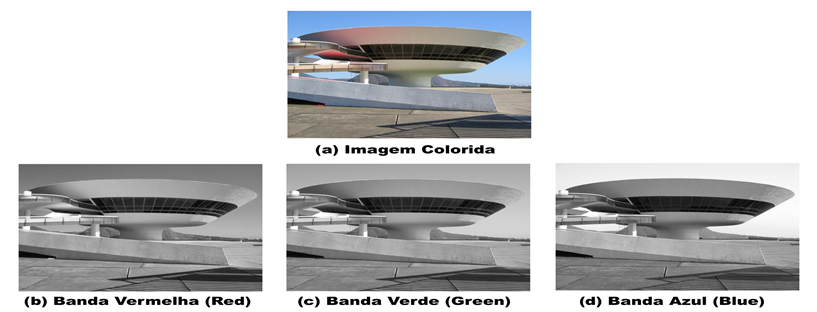 (a) Imagem Colorida
(b) Banda Vermelha (Red)
(c) Banda Verde (Green)
(d) Banda Azul (Blue)